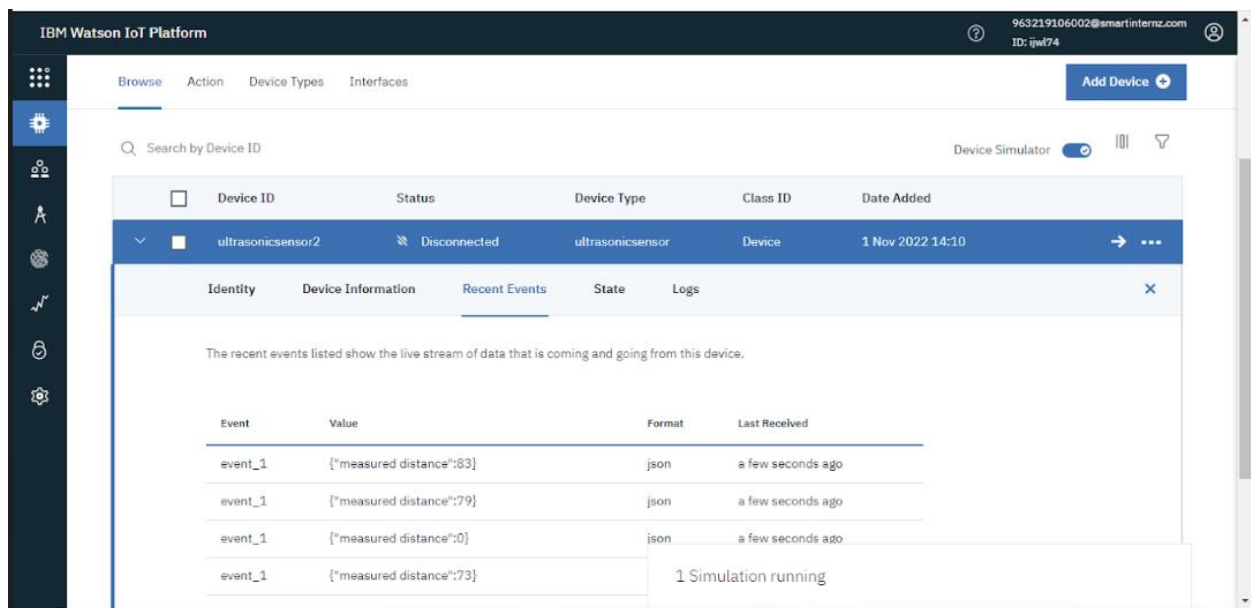 IBM Watson IoT Platform
963219106002@smartinternz.com
ID: ijwl74
Browse Action Device Types Interfaces
Add Device
Search by Device ID
Device Simulator
Device ID Status Device Type Class ID Date Added
ultrasonicsensor2 Disconnected ultrasonicsensor Device 1 Nov 2022 14:10
Identity Device Information Recent Events State Logs
The recent events listed show the live stream of data that is coming and going from this device.
Event Value Format Last Received
event_1 {"measured distance":83} json a few seconds ago
event_1 {"measured distance":79} json a few seconds ago
event_1 {"measured distance":0} json a few seconds ago
event_1 {"measured distance":73}
1 Simulation running